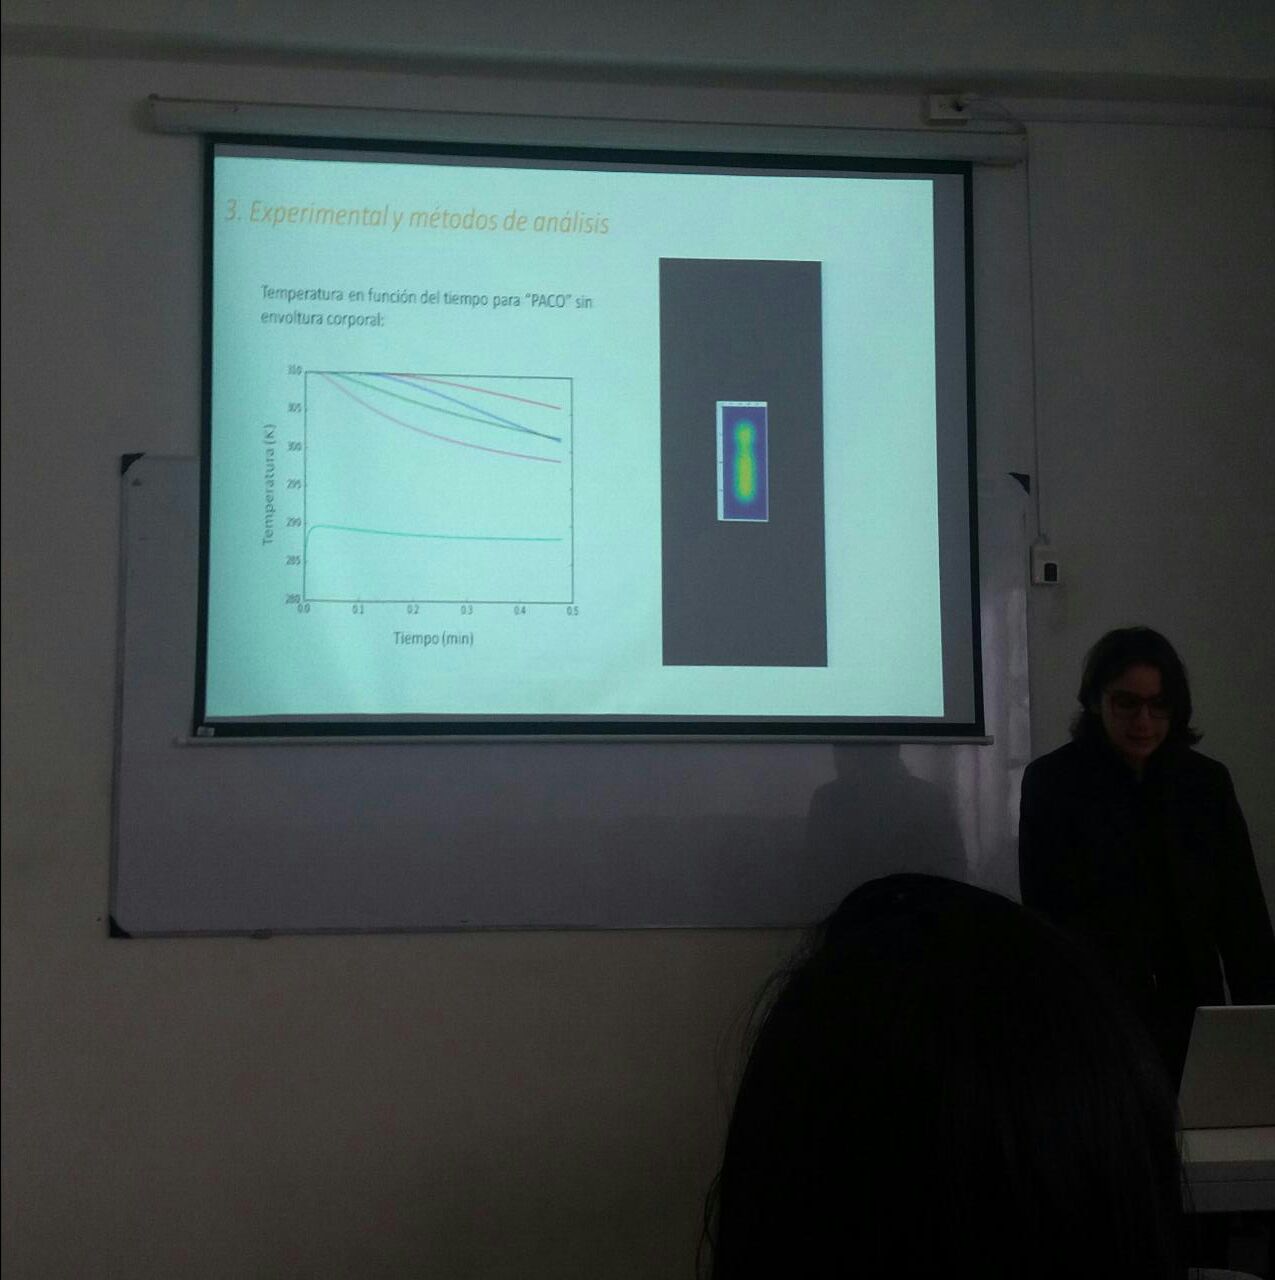 3. Experimental y métodos de análisis
Temperatura en función del tiempo para "PACO" sin
envoltura corporal:
310
305
300
295
290
285
280
Temperatura (K)
0.0 0.1 0.2 0.3 0.4 0.5
Tiempo (min)